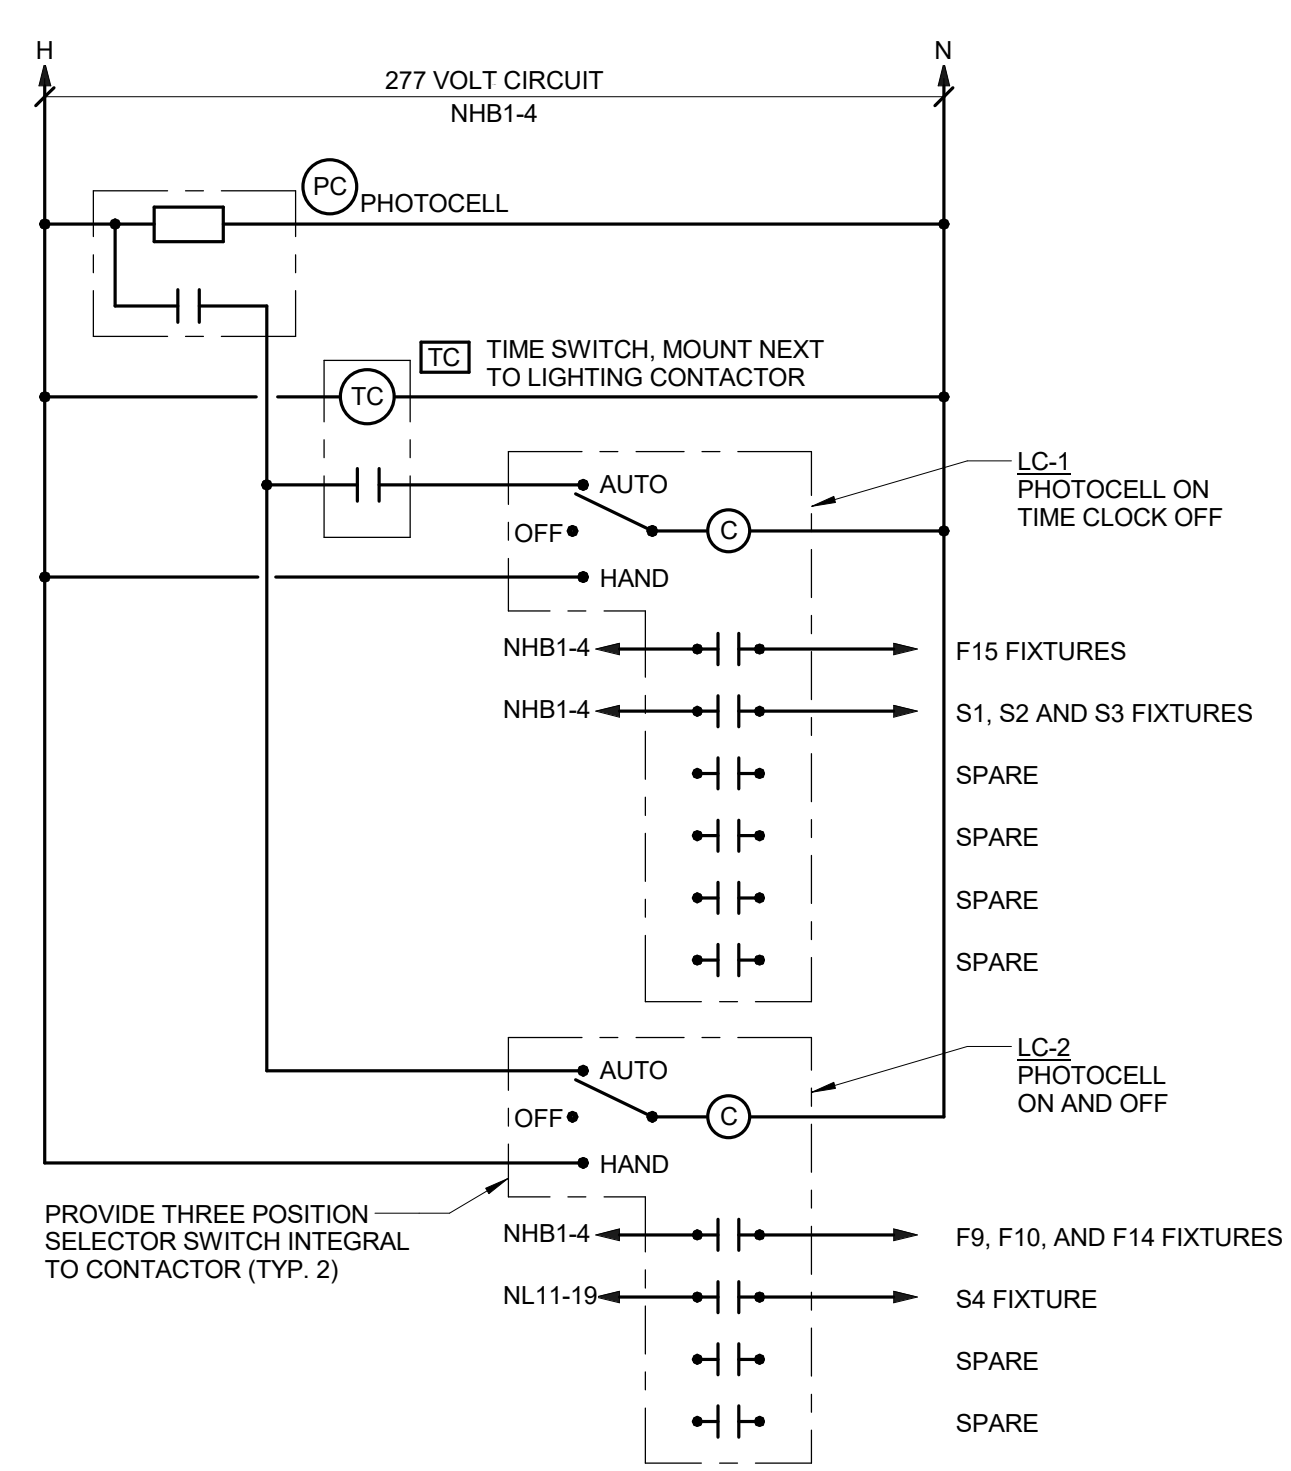 H
N
277 VOLT CIRCUIT
NHB1-4
PC
PHOTOCELL
TC
TIME SWITCH, MOUNT NEXT
TO LIGHTING CONTACTOR
TC
LC-1
PHOTOCELL ON
TIME CLOCK OFF
AUTO
OFF
C
HAND
NHB1-4
F15 FIXTURES
NHB1-4
S1, S2 AND S3 FIXTURES
SPARE
SPARE
SPARE
SPARE
LC-2
PHOTOCELL
ON AND OFF
AUTO
OFF
C
HAND
PROVIDE THREE POSITION
SELECTOR SWITCH INTEGRAL
TO CONTACTOR (TYP. 2)
NHB1-4
F9, F10, AND F14 FIXTURES
NL11-19
S4 FIXTURE
SPARE
SPARE